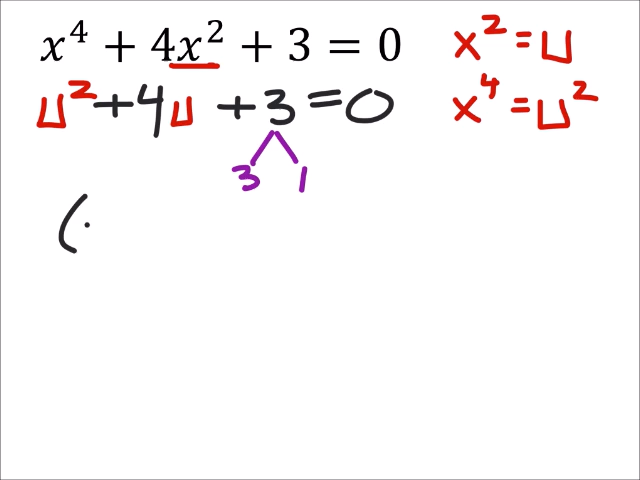 x⁴ + 4x² + 3 = 0
x² = u
u² + 4u + 3 = 0
x⁴ = u²
3 1
(